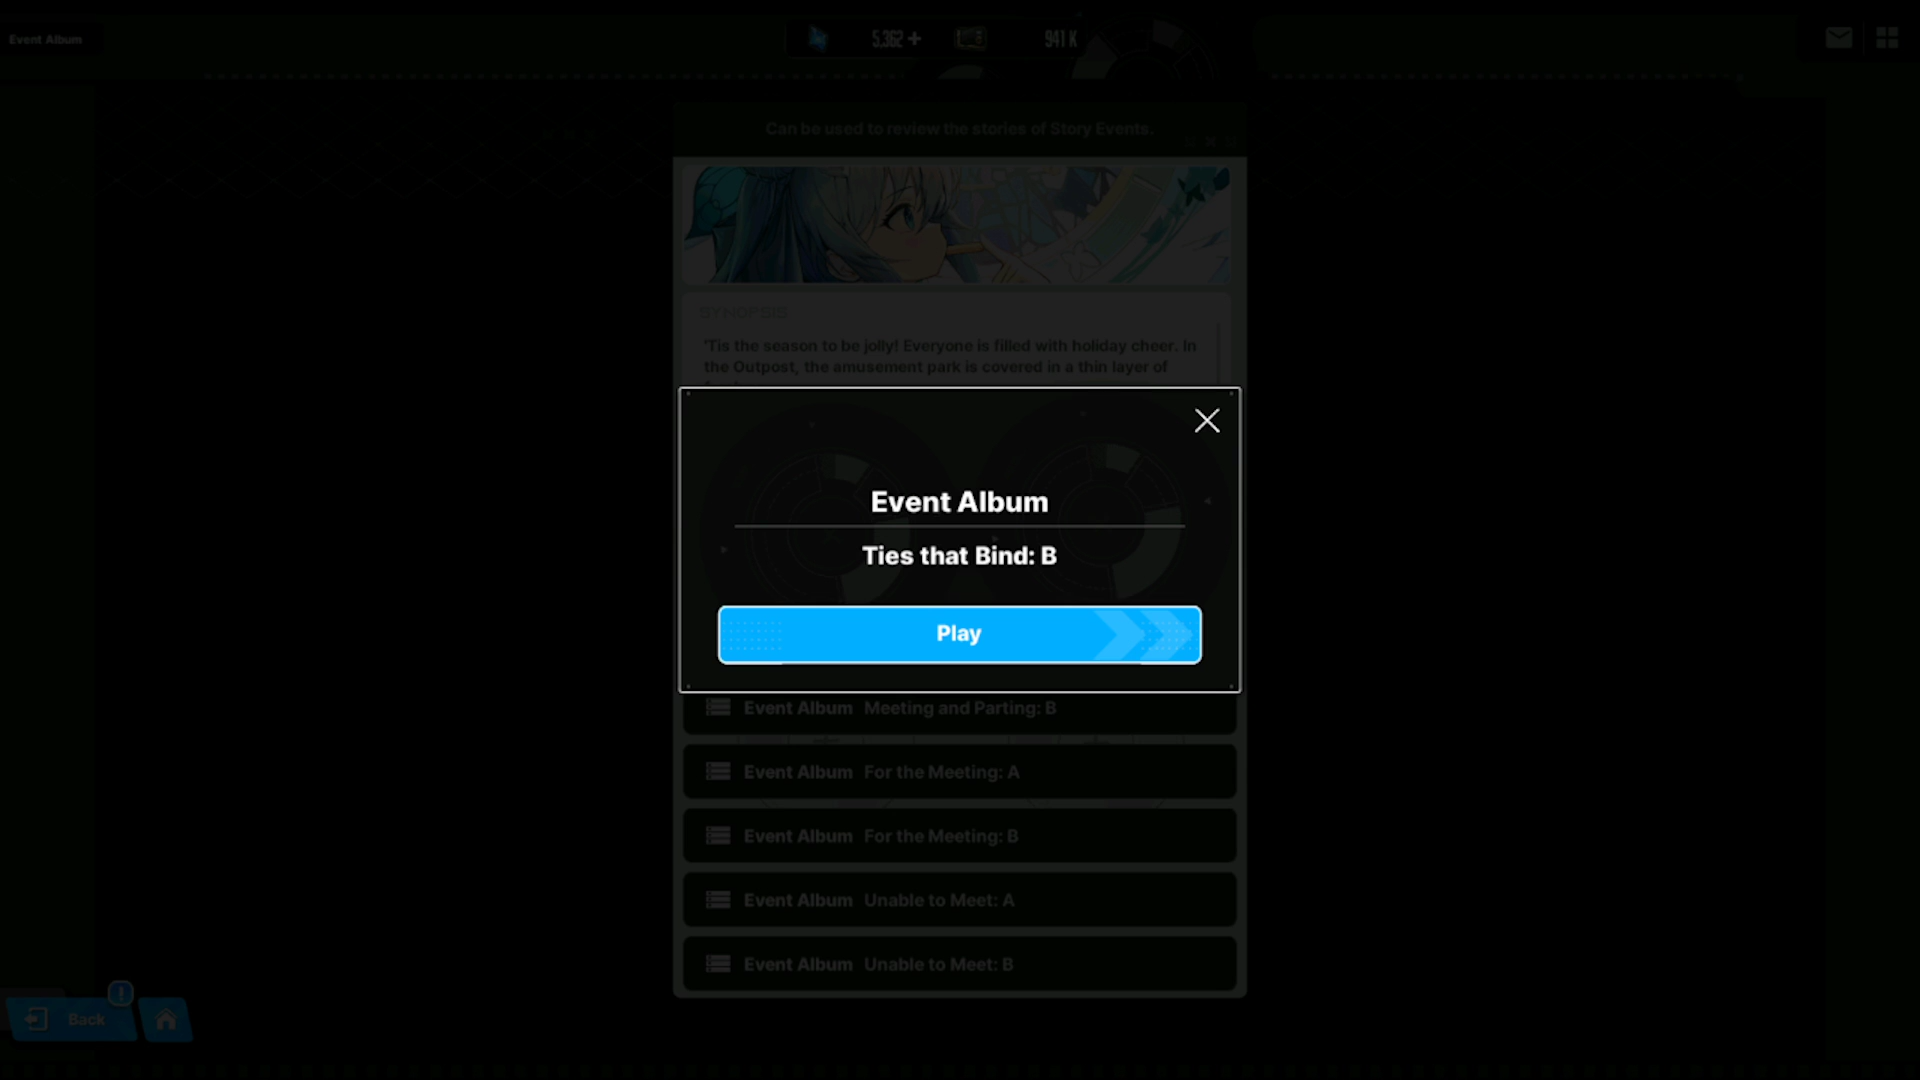 Event Album
5,362 +
941 K
Can be used to review the stories of Story Events.
SYNOPSIS
'Tis the season to be jolly! Everyone is filled with holiday cheer. In
the Outpost, the amusement park is covered in a thin layer of
Event Album
Ties that Bind: B
Play
Event Album Meeting and Parting: B
Event Album For the Meeting: A
Event Album For the Meeting: B
Event Album Unable to Meet: A
Event Album Unable to Meet: B
!
Back